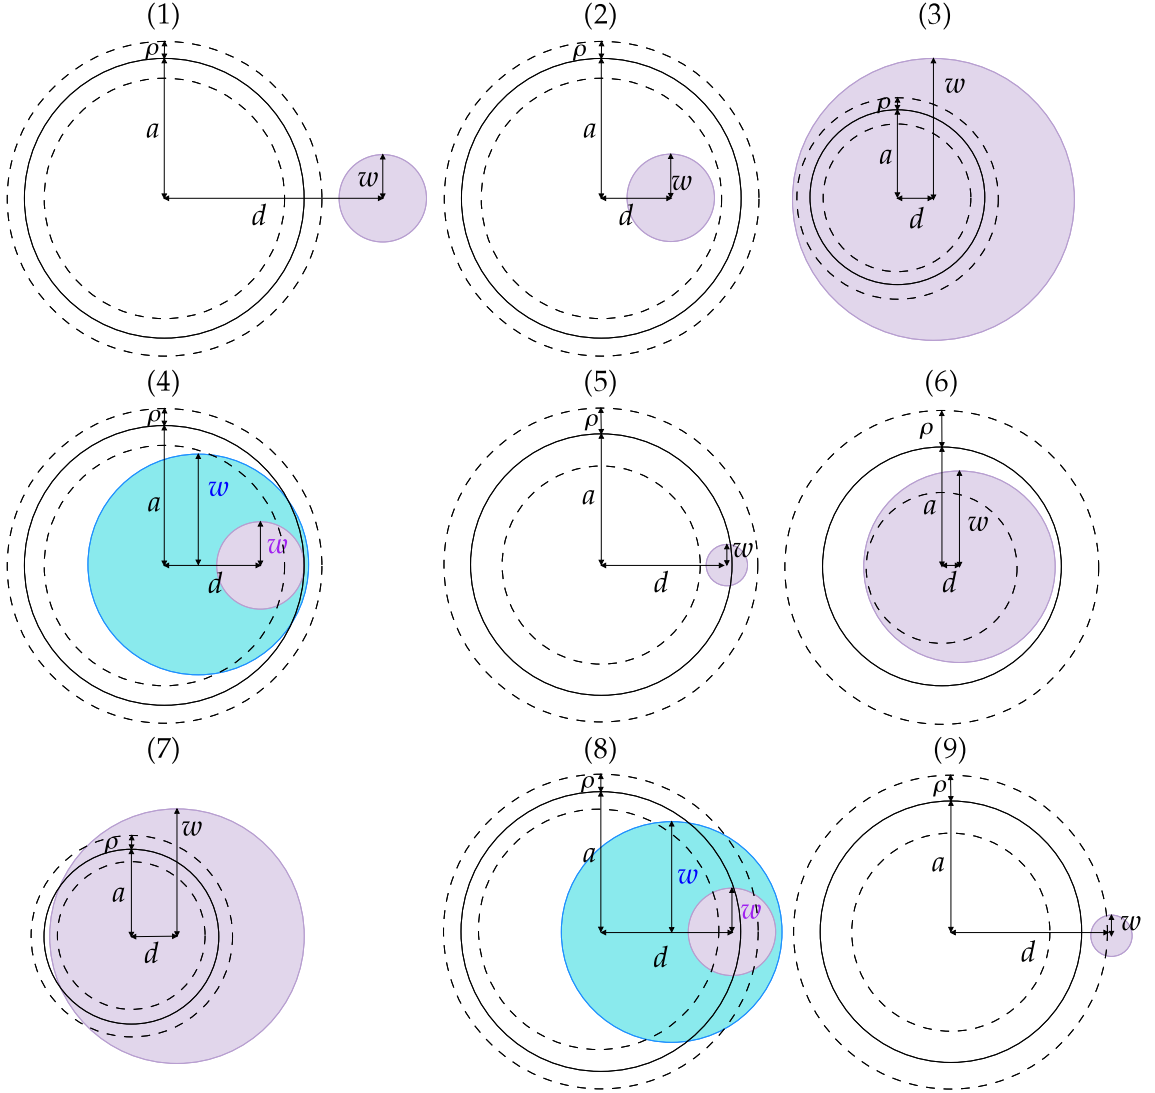 (1) (2) (3)
ρ ρ w
a a ρ
w w a
d d d
(4) (5) (6)
ρ ρ ρ
a w a a w
w w
d d d
(7) (8) (9)
ρ w ρ ρ
a a w a
w w
d d d